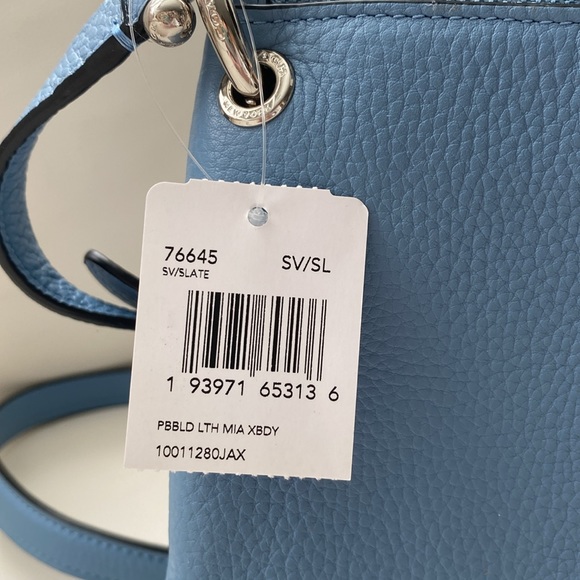 76645 SV/SL
SV/SLATE
1 93971 65313 6
PBBLD LTH MIA XBDY
10011280JAX